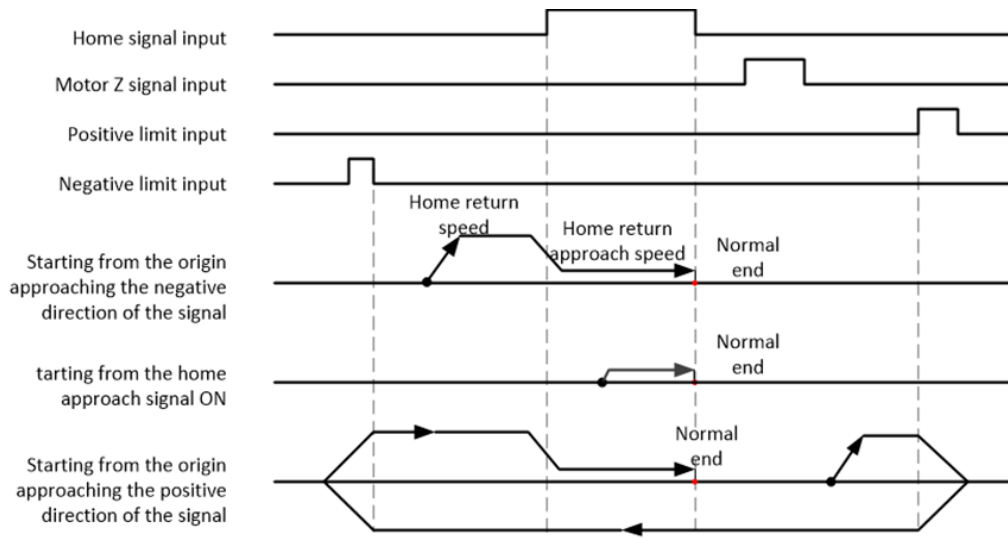 Home signal input
Motor Z signal input
Positive limit input
Negative limit input
Home return
speed
Home return
approach speed
Normal
end
Starting from the origin
approaching the negative
direction of the signal
Normal
end
tarting from the home
approach signal ON
Normal
end
Starting from the origin
approaching the positive
direction of the signal